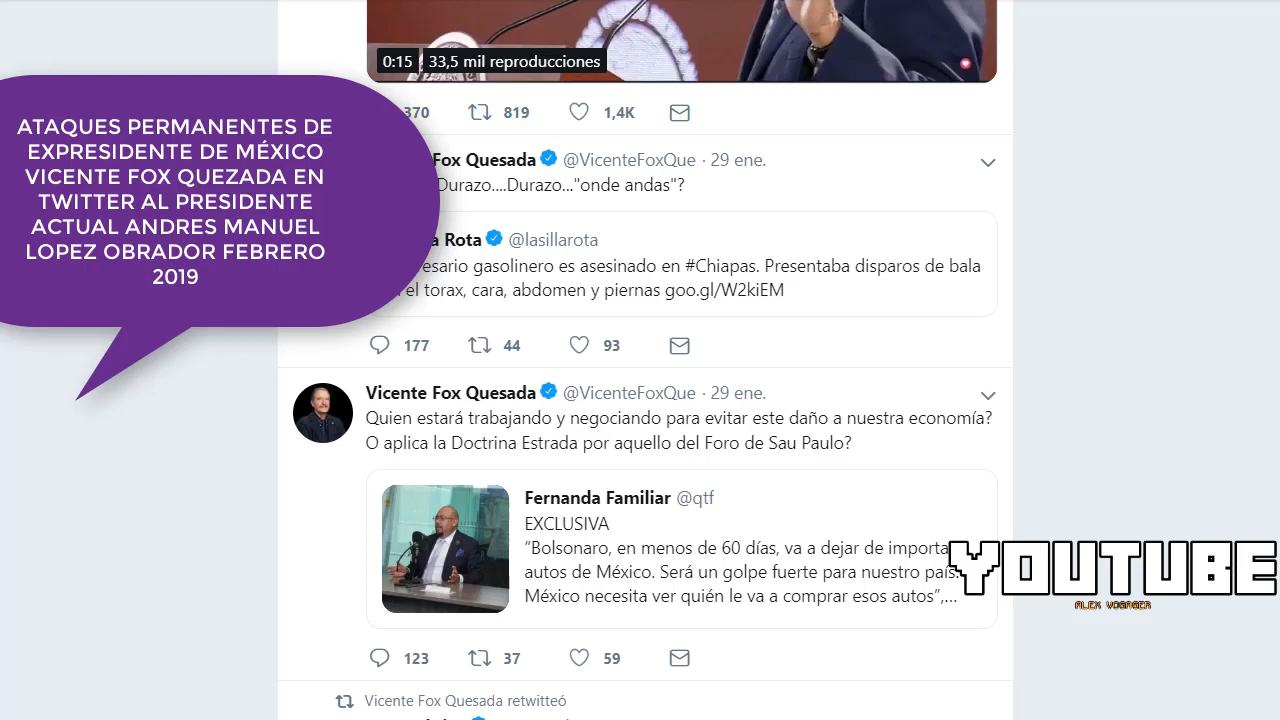 0:15 33,5 mil reproducciones
370 819 1,4K
ATAQUES PERMANENTES DE
EXPRESIDENTE DE MÉXICO
VICENTE FOX QUEZADA EN
TWITTER AL PRESIDENTE
ACTUAL ANDRES MANUEL
LOPEZ OBRADOR FEBRERO
2019
Fox Quesada @VicenteFoxQue · 29 ene.
Durazo....Durazo..."onde andas"?
Rota @lasillarota
esario gasolinero es asesinado en #Chiapas. Presentaba disparos de bala
el torax, cara, abdomen y piernas goo.gl/W2kiEM
177 44 93
Vicente Fox Quesada @VicenteFoxQue · 29 ene.
Quien estará trabajando y negociando para evitar este daño a nuestra economía?
O aplica la Doctrina Estrada por aquello del Foro de Sau Paulo?
Fernanda Familiar @qtf
EXCLUSIVA
“Bolsonaro, en menos de 60 días, va a dejar de importa
autos de México. Será un golpe fuerte para nuestro país.
México necesita ver quién le va a comprar esos autos”,...
YOUTUBE
ALEX VOGAGER
123 37 59
Vicente Fox Quesada retwitteó